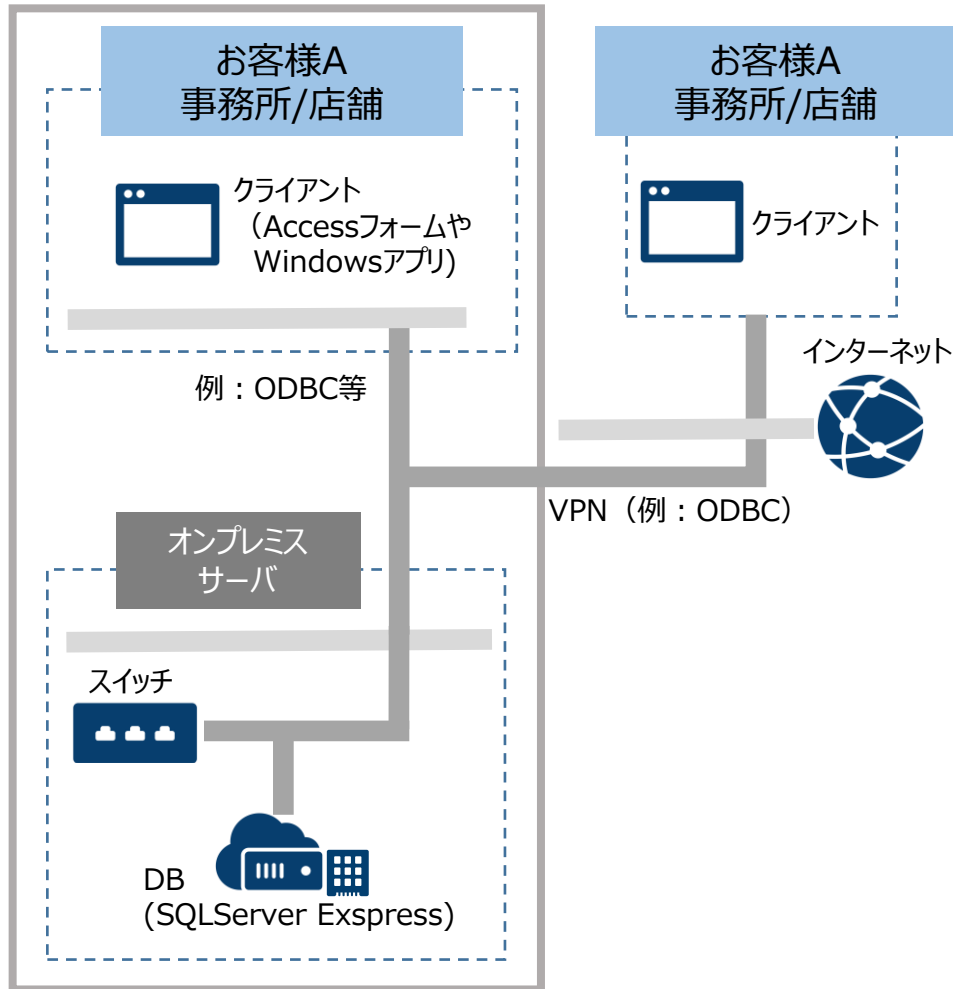 お客様A
事務所/店舗
クライアント
（Accessフォームや
Windowsアプリ)
例：ODBC等
お客様A
事務所/店舗
クライアント
インターネット
VPN（例：ODBC）
オンプレミス
サーバ
スイッチ
DB
(SQLServer Exspress)